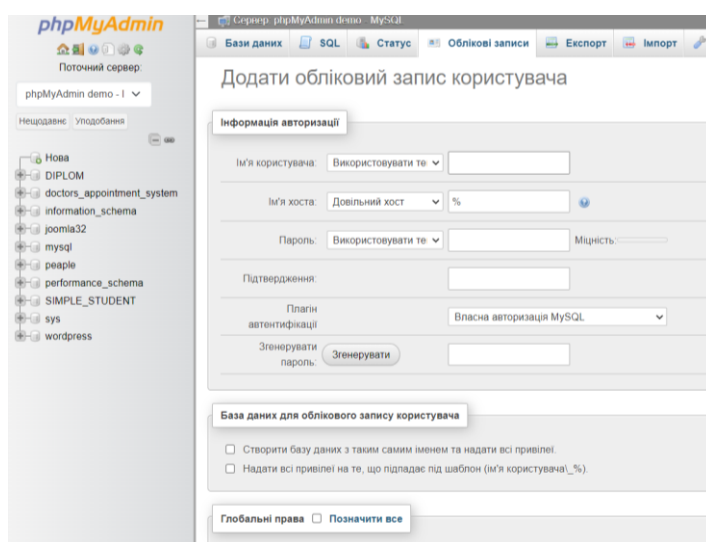 phpMyAdmin
Поточний сервер:
phpMyAdmin demo - I
Нещодавнє Уподобання
Нова
DIPLOM
doctors_appointment_system
information_schema
joomla32
mysql
peaple
performance_schema
SIMPLE_STUDENT
sys
wordpress
Сервер: phpMyAdmin demo - MySQL
Бази даних SQL Статус Облікові записи Експорт Імпорт
Додати обліковий запис користувача
Інформація авторизації
Ім'я користувача: Використовувати те
Ім'я хоста: Довільний хост %
Пароль: Використовувати те Міцність:
Підтвердження:
Плагін
автентифікації
Власна авторизація MySQL
Згенерувати
пароль:
Згенерувати
База даних для облікового запису користувача
Створити базу даних з таким самим іменем та надати всі привілеї.
Надати всі привілеї на те, що підпадає під шаблон (ім'я користувача\_%).
Глобальні права Позначити все